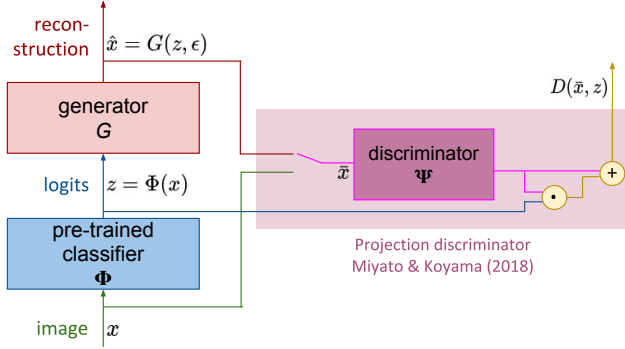 recon-
struction
x̂ = G(z, ϵ)
generator
G
logits
z = Φ(x)
pre-trained
classifier
Φ
image
x
x̄
discriminator
Ψ
D(x̄, z)
+
·
Projection discriminator
Miyato & Koyama (2018)